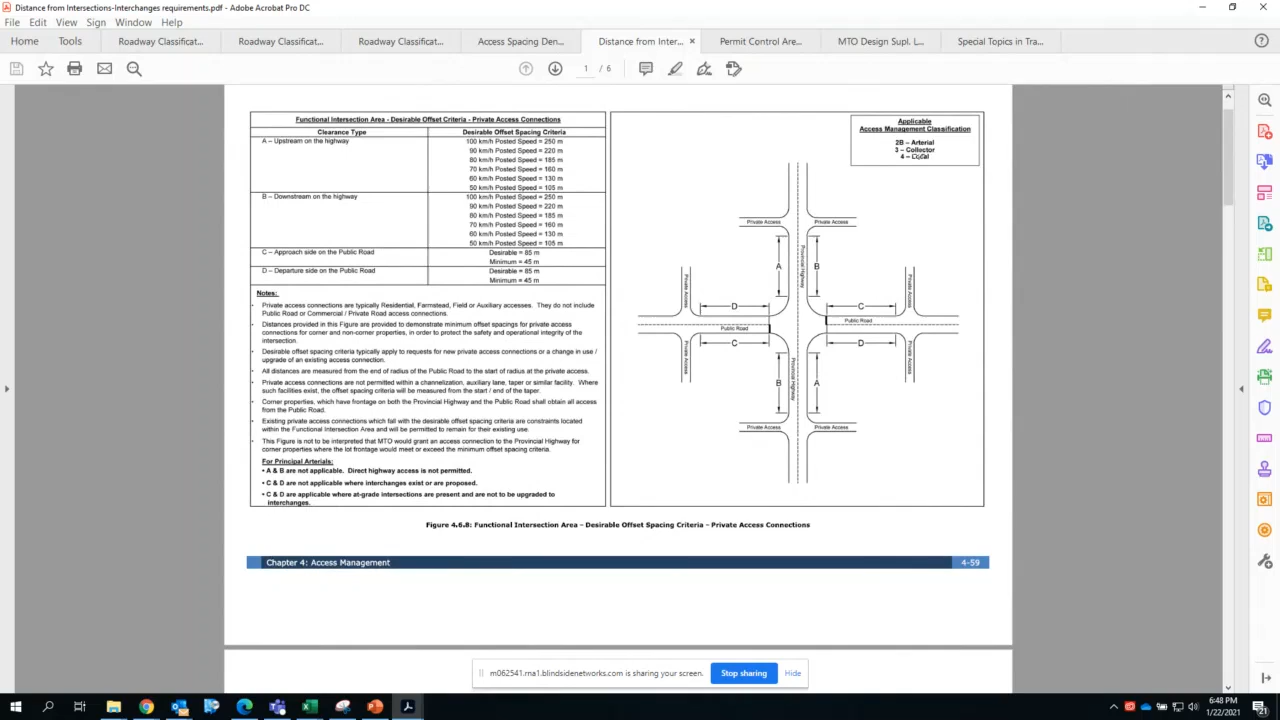 Distance from Intersections-Interchanges requirements.pdf - Adobe Acrobat Pro DC
File Edit View Sign Window Help
Home Tools Roadway Classificat... Roadway Classificat... Roadway Classificat... Access Spacing Den... Distance from Inter... × Permit Control Are... MTO Design Supl. L... Special Topics in Tra...
1 / 6
Functional Intersection Area - Desirable Offset Criteria - Private Access Connections
Clearance Type Desirable Offset Spacing Criteria
A – Upstream on the highway 100 km/h Posted Speed = 250 m
90 km/h Posted Speed = 220 m
80 km/h Posted Speed = 185 m
70 km/h Posted Speed = 160 m
60 km/h Posted Speed = 130 m
50 km/h Posted Speed = 105 m
B – Downstream on the highway 100 km/h Posted Speed = 250 m
90 km/h Posted Speed = 220 m
80 km/h Posted Speed = 185 m
70 km/h Posted Speed = 160 m
60 km/h Posted Speed = 130 m
50 km/h Posted Speed = 105 m
C – Approach side on the Public Road Desirable = 85 m
Minimum = 45 m
D – Departure side on the Public Road Desirable = 85 m
Minimum = 45 m
Notes:
Private access connections are typically Residential, Farmstead, Field or Auxiliary accesses. They do not include
Public Road or Commercial / Private Road access connections.
Distances provided in this Figure are provided to demonstrate minimum offset spacings for private access
connections for corner and non-corner properties, in order to protect the safety and operational integrity of the
intersection.
Desirable offset spacing criteria typically apply to requests for new private access connections or a change in use /
upgrade of an existing access connection.
All distances are measured from the end of radius of the Public Road to the start of radius at the private access.
Private access connections are not permitted within a channelization, auxiliary lane, taper or similar facility. Where
such facilities exist, the offset spacing criteria will be measured from the start / end of the taper.
Corner properties, which have frontage on both the Provincial Highway and the Public Road shall obtain all access
from the Public Road.
Existing private access connections which fall with the desirable offset spacing criteria are constraints located
within the Functional Intersection Area and will be permitted to remain for their existing use.
This Figure is not to be interpreted that MTO would grant an access connection to the Provincial Highway for
corner properties where the lot frontage would meet or exceed the minimum offset spacing criteria.
For Principal Arterials:
• A & B are not applicable. Direct highway access is not permitted.
• C & D are not applicable where interchanges exist or are proposed.
• C & D are applicable where at-grade intersections are present and are not to be upgraded to
interchanges.
Applicable
Access Management Classification
2B – Arterial
3 – Collector
4 – Local
Private Access Private Access
A Provincial Highway B
Private Access Private Access
D C
Public Road
Public Road
C D
Private Access Private Access
B Provincial Highway A
Private Access Private Access
Figure 4.6.8: Functional Intersection Area – Desirable Offset Spacing Criteria – Private Access Connections
Chapter 4: Access Management 4-59
m062541.rna1.blindsidenetworks.com is sharing your screen. Stop sharing Hide
6:48 PM
1/22/2021
21